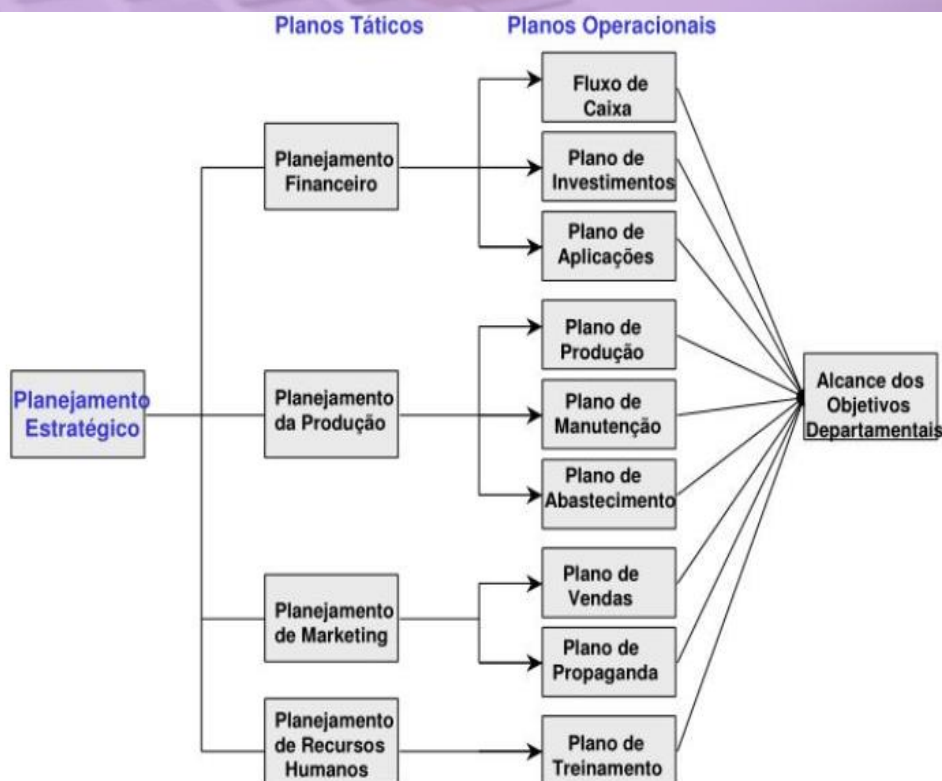 Planos Táticos
Planos Operacionais
Fluxo de
Caixa
Planejamento
Financeiro
Plano de
Investimentos
Plano de
Aplicações
Plano de
Produção
Planejamento
Estratégico
Planejamento
da Produção
Plano de
Manutenção
Alcance dos
Objetivos
Departamentais
Plano de
Abastecimento
Plano de
Vendas
Planejamento
de Marketing
Plano de
Propaganda
Planejamento
de Recursos
Humanos
Plano de
Treinamento